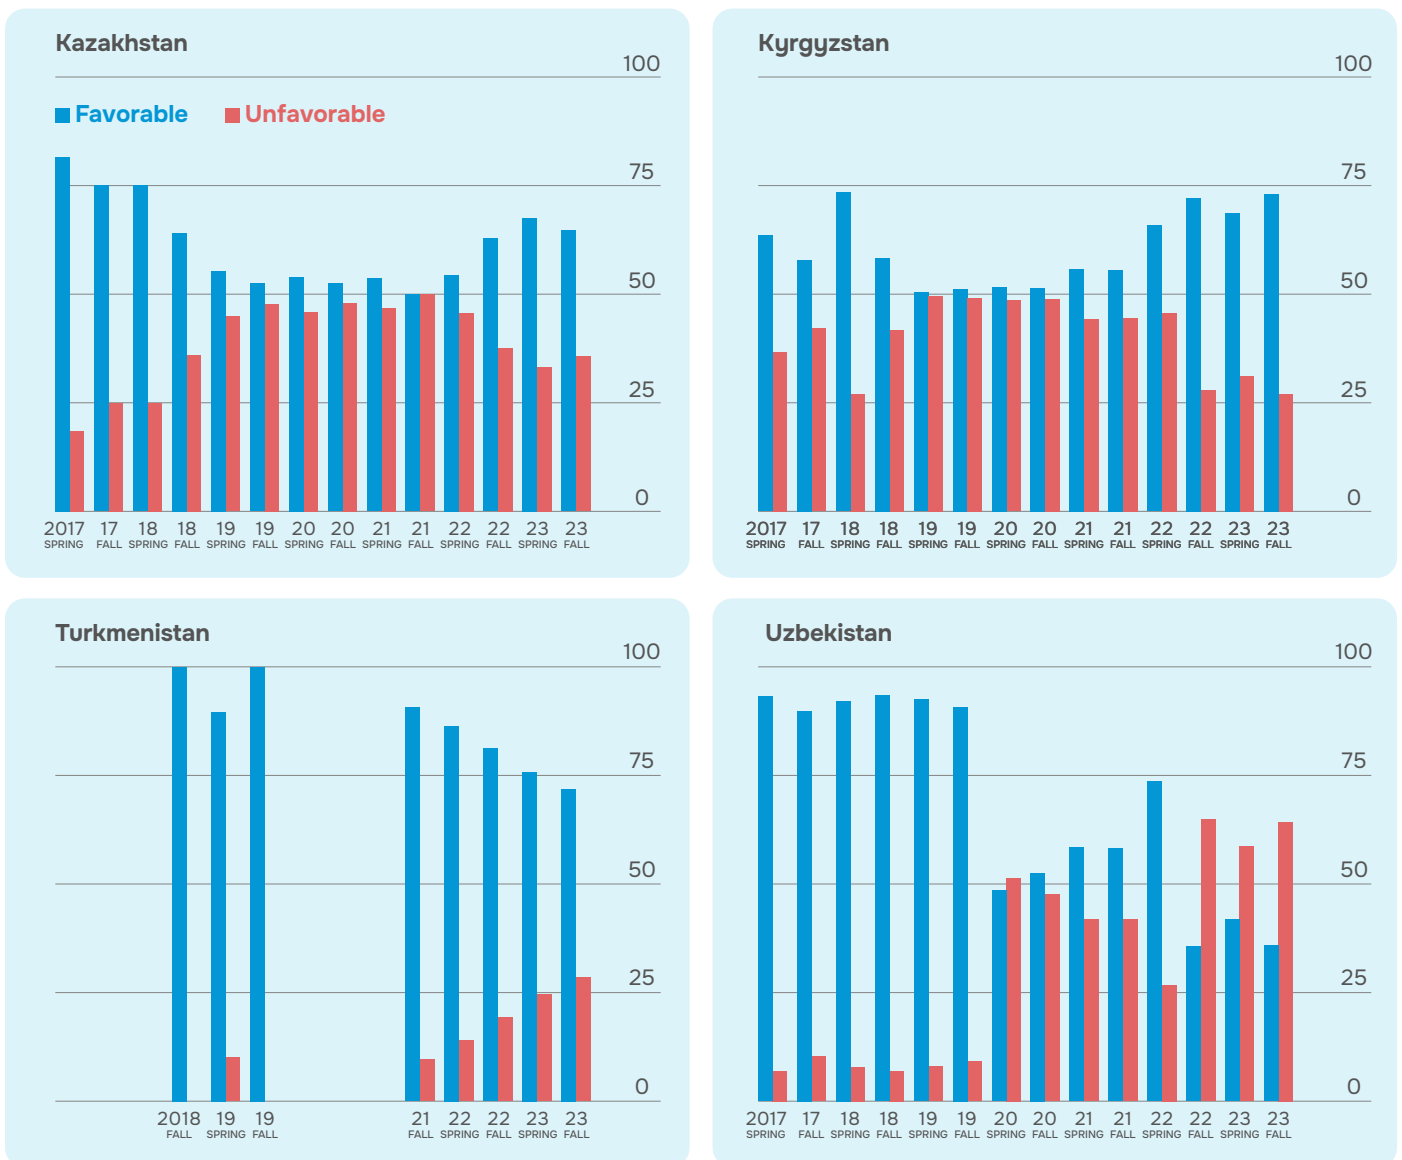 Kazakhstan
100
Favorable Unfavorable
75
50
25
0
2017 17 18 18 19 19 20 20 21 21 22 22 23 23
SPRING FALL SPRING FALL SPRING FALL SPRING FALL SPRING FALL SPRING FALL SPRING FALL
Kyrgyzstan
100
75
50
25
0
2017 17 18 18 19 19 20 20 21 21 22 22 23 23
SPRING FALL SPRING FALL SPRING FALL SPRING FALL SPRING FALL SPRING FALL SPRING FALL
Turkmenistan
100
75
50
25
0
2018 19 19 21 22 22 23 23
FALL SPRING FALL FALL SPRING FALL SPRING FALL
Uzbekistan
100
75
50
25
0
2017 17 18 18 19 19 20 20 21 21 22 22 23 23
SPRING FALL SPRING FALL SPRING FALL SPRING FALL SPRING FALL SPRING FALL SPRING FALL